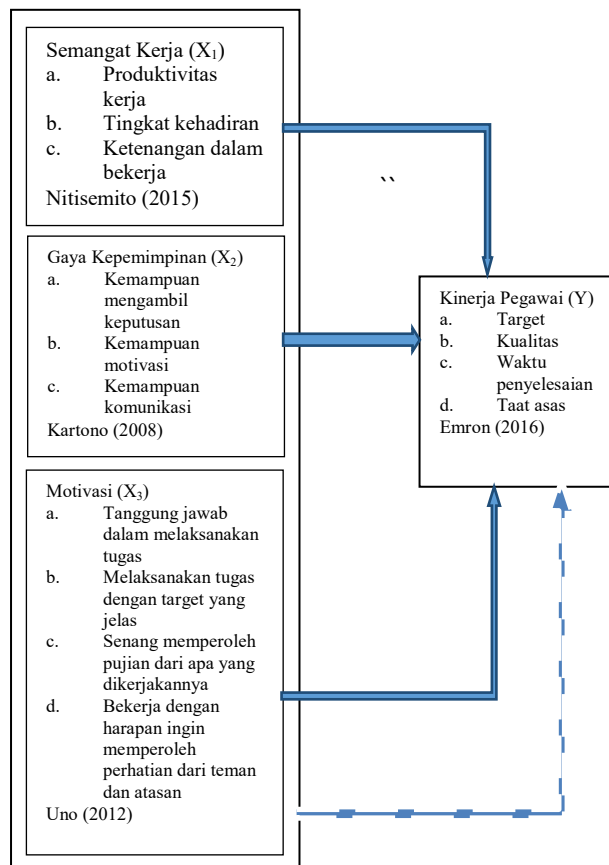 Semangat Kerja (X₁)
a. Produktivitas
kerja
b. Tingkat kehadiran
c. Ketenangan dalam
bekerja
Nitisemito (2015)
``
Gaya Kepemimpinan (X₂)
a. Kemampuan
mengambil
keputusan
b. Kemampuan
motivasi
c. Kemampuan
komunikasi
Kartono (2008)
Kinerja Pegawai (Y)
a. Target
b. Kualitas
c. Waktu
penyelesaian
d. Taat asas
Emron (2016)
Motivasi (X₃)
a. Tanggung jawab
dalam melaksanakan
tugas
b. Melaksanakan tugas
dengan target yang
jelas
c. Senang memperoleh
pujian dari apa yang
dikerjakannya
d. Bekerja dengan
harapan ingin
memperoleh
perhatian dari teman
dan atasan
Uno (2012)